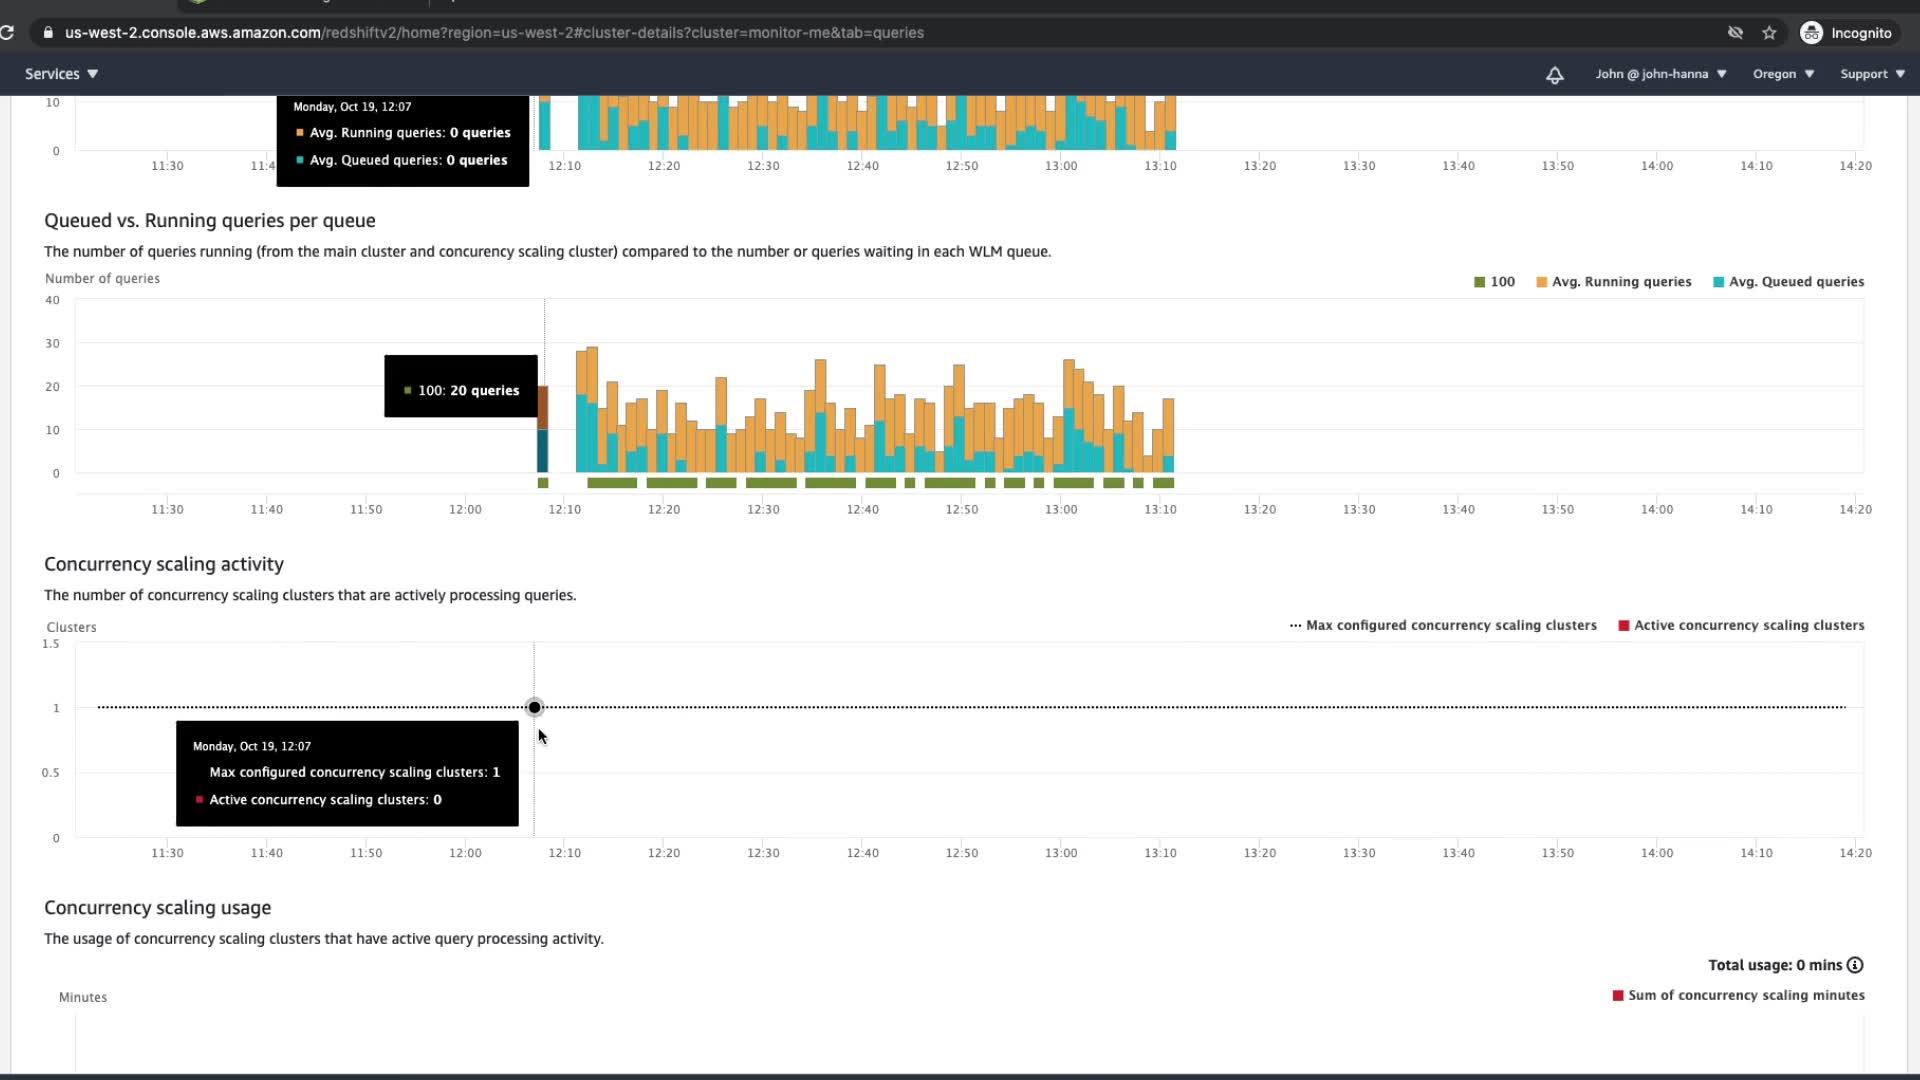 us-west-2.console.aws.amazon.com/redshiftv2/home?region=us-west-2#cluster-details?cluster=monitor-me&tab=queries
Incognito
Services ▼
John @ john-hanna ▼
Oregon ▼
Support ▼
10
0
Monday, Oct 19, 12:07
Avg. Running queries: 0 queries
Avg. Queued queries: 0 queries
11:30 11:4 12:10 12:20 12:30 12:40 12:50 13:00 13:10 13:20 13:30 13:40 13:50 14:00 14:10 14:20
Queued vs. Running queries per queue
The number of queries running (from the main cluster and concurency scaling cluster) compared to the number or queries waiting in each WLM queue.
Number of queries
100 Avg. Running queries Avg. Queued queries
40
30
20
10
0
100: 20 queries
11:30 11:40 11:50 12:00 12:10 12:20 12:30 12:40 12:50 13:00 13:10 13:20 13:30 13:40 13:50 14:00 14:10 14:20
Concurrency scaling activity
The number of concurrency scaling clusters that are actively processing queries.
Clusters
Max configured concurrency scaling clusters Active concurrency scaling clusters
1.5
1
0.5
0
Monday, Oct 19, 12:07
Max configured concurrency scaling clusters: 1
Active concurrency scaling clusters: 0
11:30 11:40 11:50 12:00 12:10 12:20 12:30 12:40 12:50 13:00 13:10 13:20 13:30 13:40 13:50 14:00 14:10 14:20
Concurrency scaling usage
The usage of concurrency scaling clusters that have active query processing activity.
Total usage: 0 mins
Minutes
Sum of concurrency scaling minutes